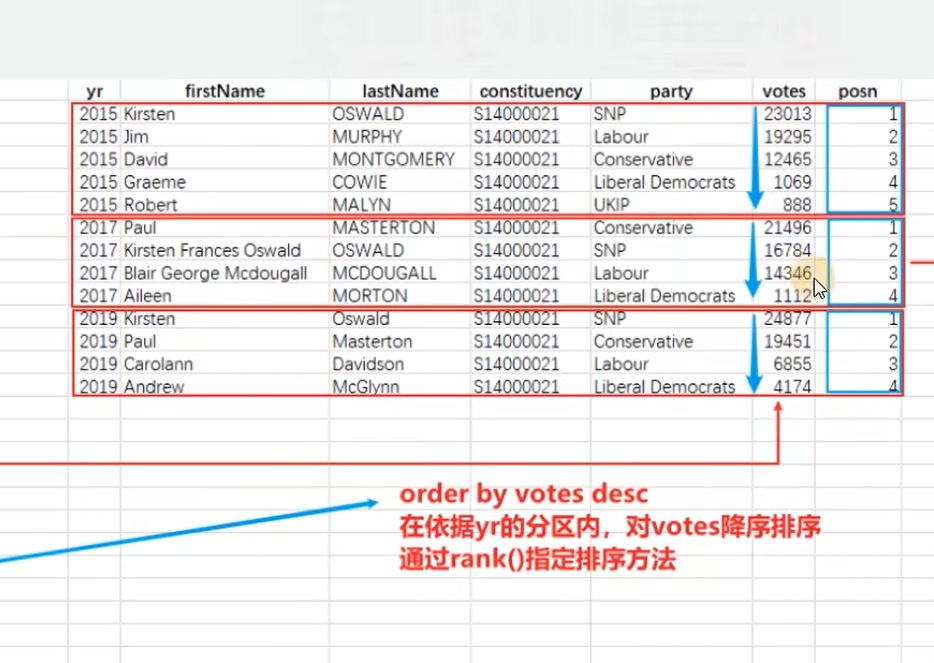 yr firstName lastName constituency party votes posn
2015 Kirsten OSWALD S14000021 SNP 23013 1
2015 Jim MURPHY S14000021 Labour 19295 2
2015 David MONTGOMERY S14000021 Conservative 12465 3
2015 Graeme COWIE S14000021 Liberal Democrats 1069 4
2015 Robert MALYN S14000021 UKIP 888 5
2017 Paul MASTERTON S14000021 Conservative 21496 1
2017 Kirsten Frances Oswald OSWALD S14000021 SNP 16784 2
2017 Blair George Mcdougall MCDOUGALL S14000021 Labour 14346 3
2017 Aileen MORTON S14000021 Liberal Democrats 1112 4
2019 Kirsten Oswald S14000021 SNP 24877 1
2019 Paul Masterton S14000021 Conservative 19451 2
2019 Carolann Davidson S14000021 Labour 6855 3
2019 Andrew McGlynn S14000021 Liberal Democrats 4174 4
order by votes desc
在依据yr的分区内，对votes降序排序
通过rank()指定排序方法